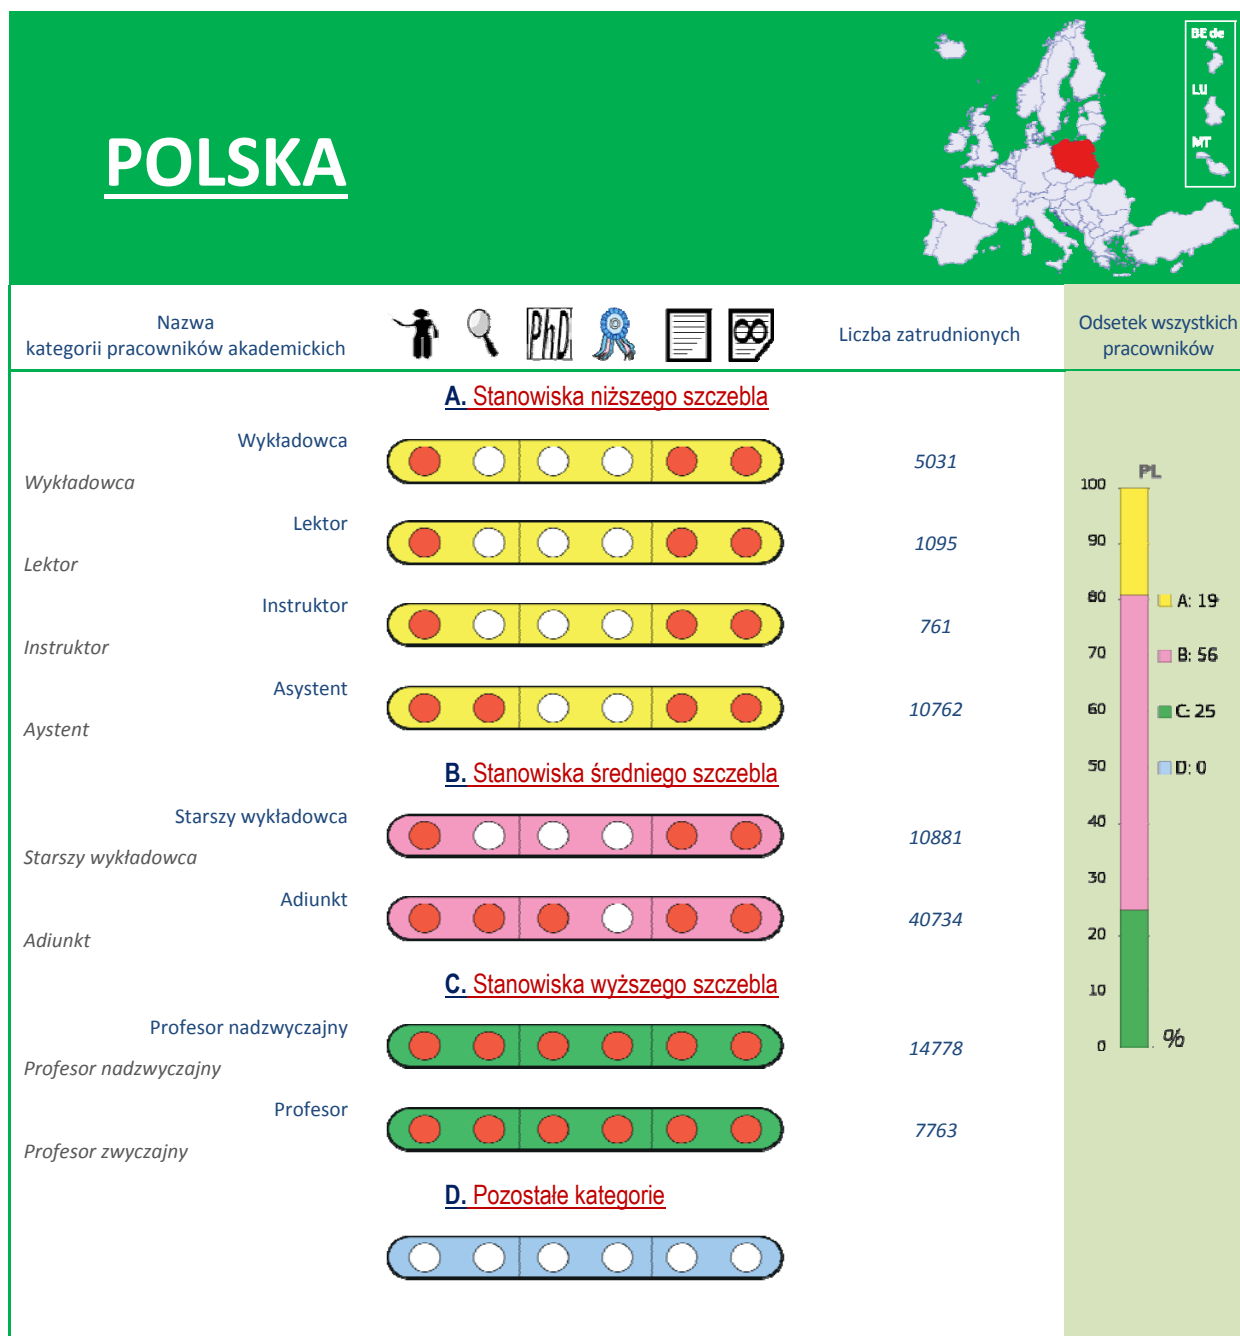 POLSKA
BE de
LU
MT
Nazwa
kategorii pracowników akademickich
PhD
8
Liczba zatrudnionych
Odsetek wszystkich
pracowników
A. Stanowiska niższego szczebla
Wykładowca
Wykładowca
5031
Lektor
Lektor
1095
Instruktor
Instruktor
761
Asystent
Aystent
10762
B. Stanowiska średniego szczebla
Starszy wykładowca
Starszy wykładowca
10881
Adiunkt
Adiunkt
40734
C. Stanowiska wyższego szczebla
Profesor nadzwyczajny
Profesor nadzwyczajny
14778
Profesor
Profesor zwyczajny
7763
D. Pozostałe kategorie
PL
100
90
80
70
60
50
40
30
20
10
0
%
A: 19
B: 56
C: 25
D: 0